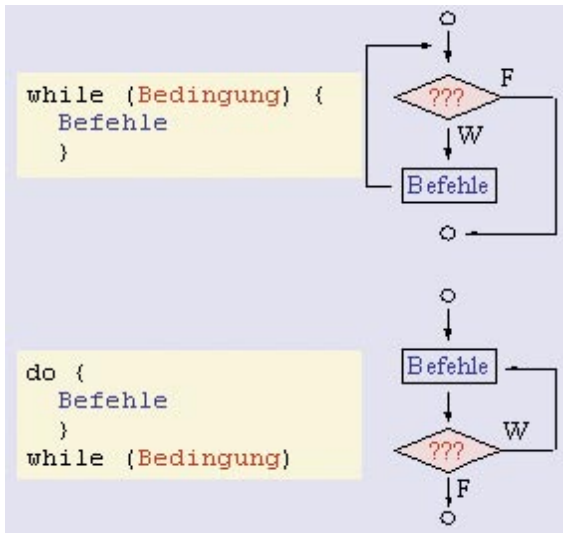 while (Bedingung) {
Befehle
}
F
???
W
Befehle
do {
Befehle
}
while (Bedingung)
Befehle
???
W
F